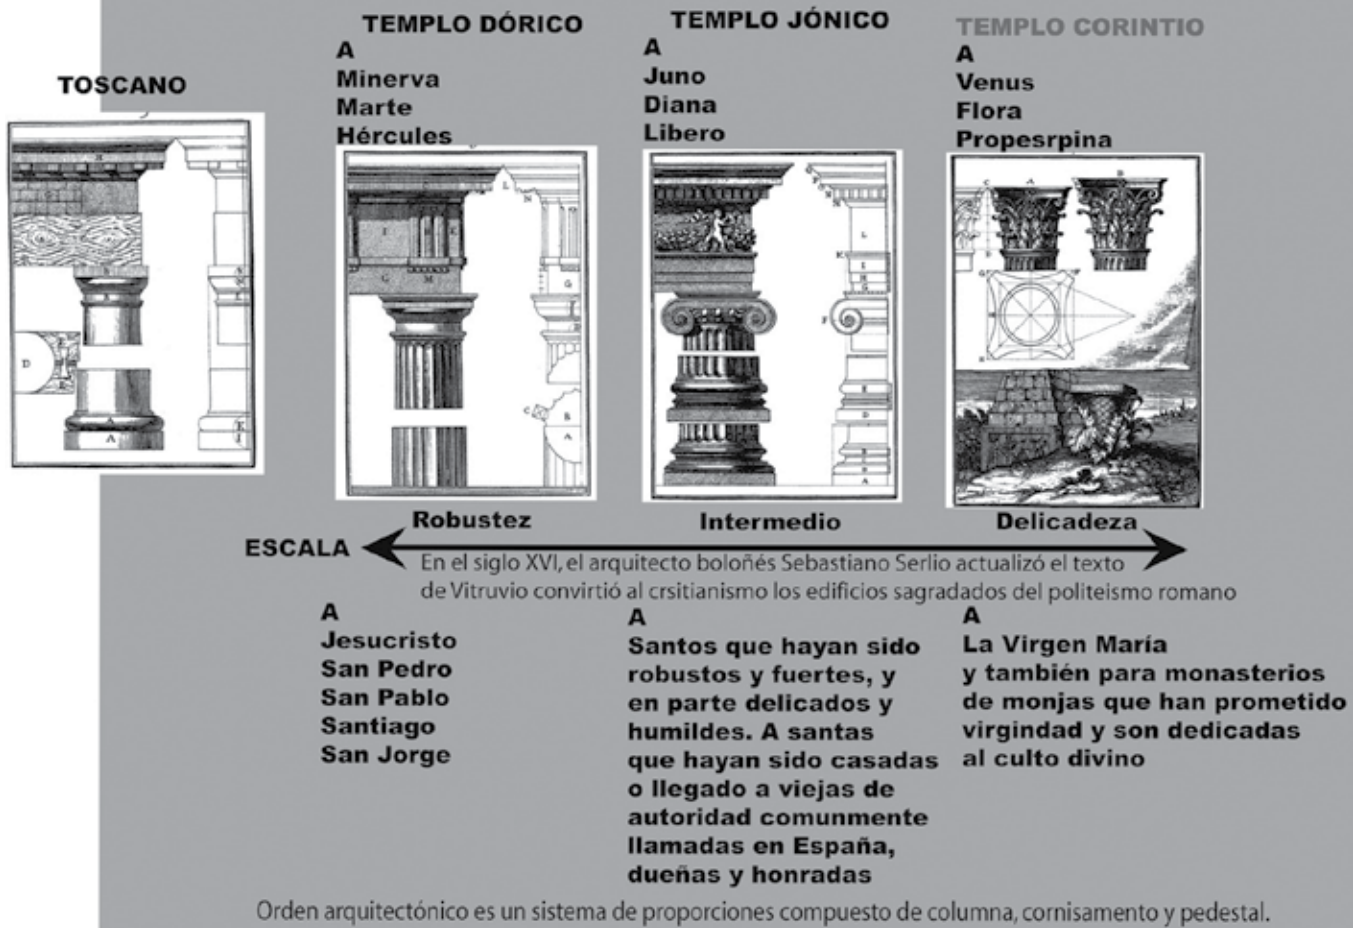 TOSCANO
TEMPLO DÓRICO
A
Minerva
Marte
Hércules
TEMPLO JÓNICO
A
Juno
Diana
Libero
TEMPLO CORINTIO
A
Venus
Flora
Propesrpina
Robustez
Intermedio
Delicadeza
ESCALA
En el siglo XVI, el arquitecto boloñés Sebastiano Serlio actualizó el texto
de Vitruvio convirtió al crsitianismo los edificios sagradados del politeismo romano
A
Jesucristo
San Pedro
San Pablo
Santiago
San Jorge
A
Santos que hayan sido
robustos y fuertes, y
en parte delicados y
humildes. A santas
que hayan sido casadas
o llegado a viejas de
autoridad comunmente
llamadas en España,
dueñas y honradas
A
La Virgen María
y también para monasterios
de monjas que han prometido
virgindad y son dedicadas
al culto divino
Orden arquitectónico es un sistema de proporciones compuesto de columna, cornisamento y pedestal.